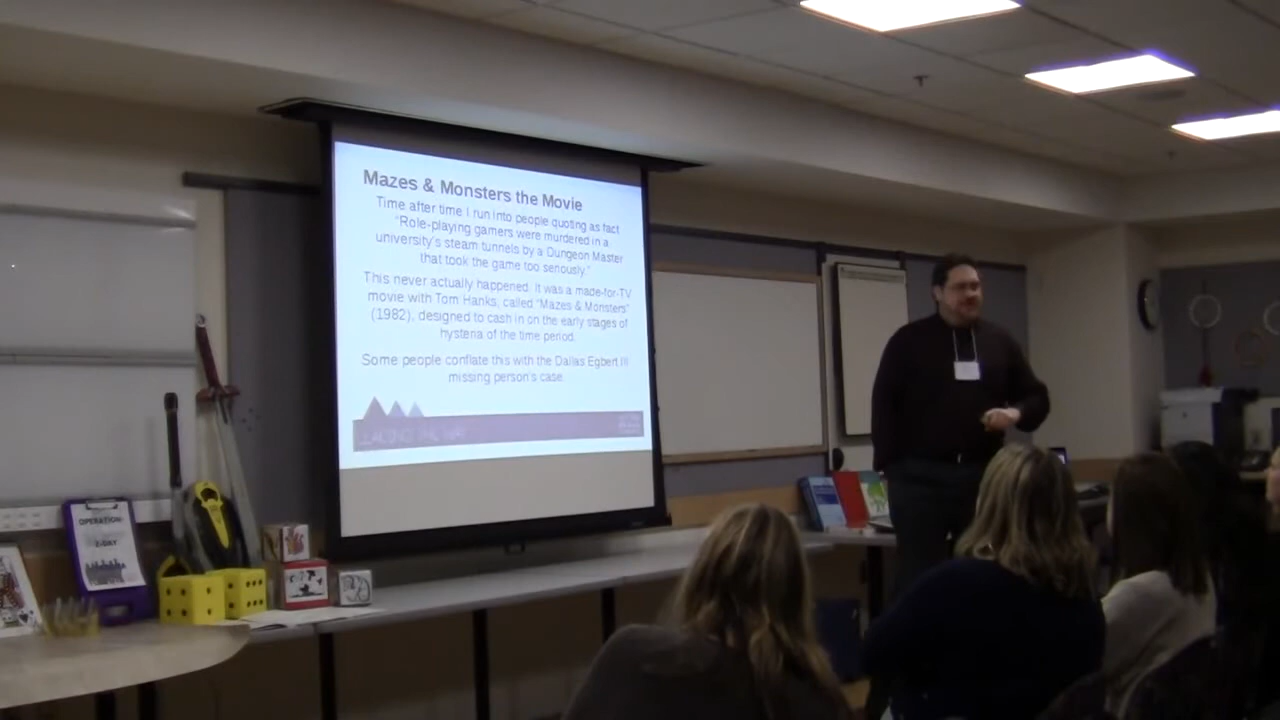 Mazes & Monsters the Movie
Time after time I run into people quoting as fact
"Role-playing gamers were murdered in a
university's steam tunnels by a Dungeon Master
that took the game too seriously."
This never actually happened. It was a made-for-TV
movie with Tom Hanks, called "Mazes & Monsters"
(1982), designed to cash in on the early stages of
hysteria of the time period.
Some people conflate this with the Dallas Egbert III
missing person's case.
OPERATION:
Z-DAY